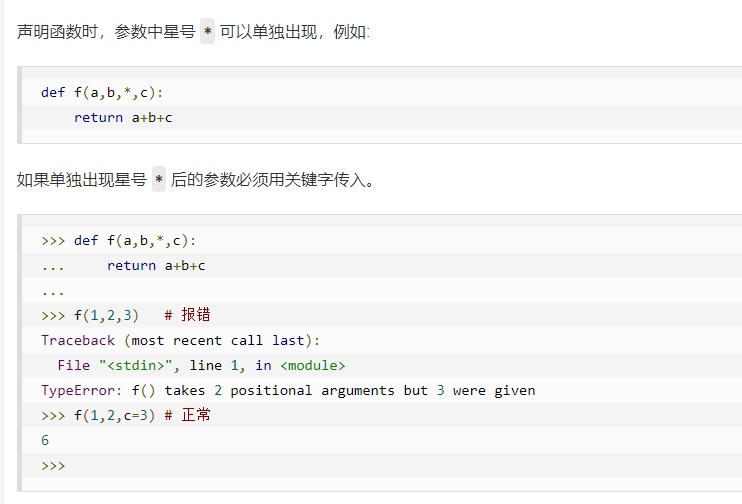 声明函数时，参数中星号 * 可以单独出现，例如:
def f(a,b,*,c):
    return a+b+c
如果单独出现星号 * 后的参数必须用关键字传入。
>>> def f(a,b,*,c):
...     return a+b+c
...
>>> f(1,2,3)   # 报错
Traceback (most recent call last):
  File "<stdin>", line 1, in <module>
TypeError: f() takes 2 positional arguments but 3 were given
>>> f(1,2,c=3) # 正常
6
>>>